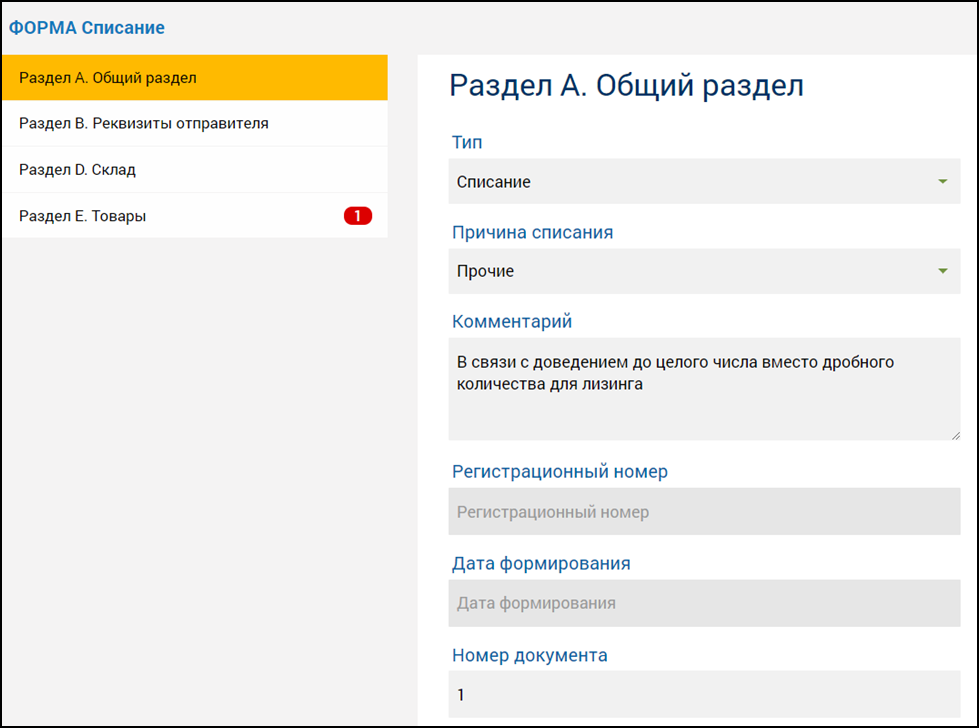 ФОРМА Списание
Раздел A. Общий раздел
Раздел B. Реквизиты отправителя
Раздел D. Склад
Раздел E. Товары
1
Раздел A. Общий раздел
Тип
Списание
Причина списания
Прочие
Комментарий
В связи с доведением до целого числа вместо дробного
количества для лизинга
Регистрационный номер
Регистрационный номер
Дата формирования
Дата формирования
Номер документа
1